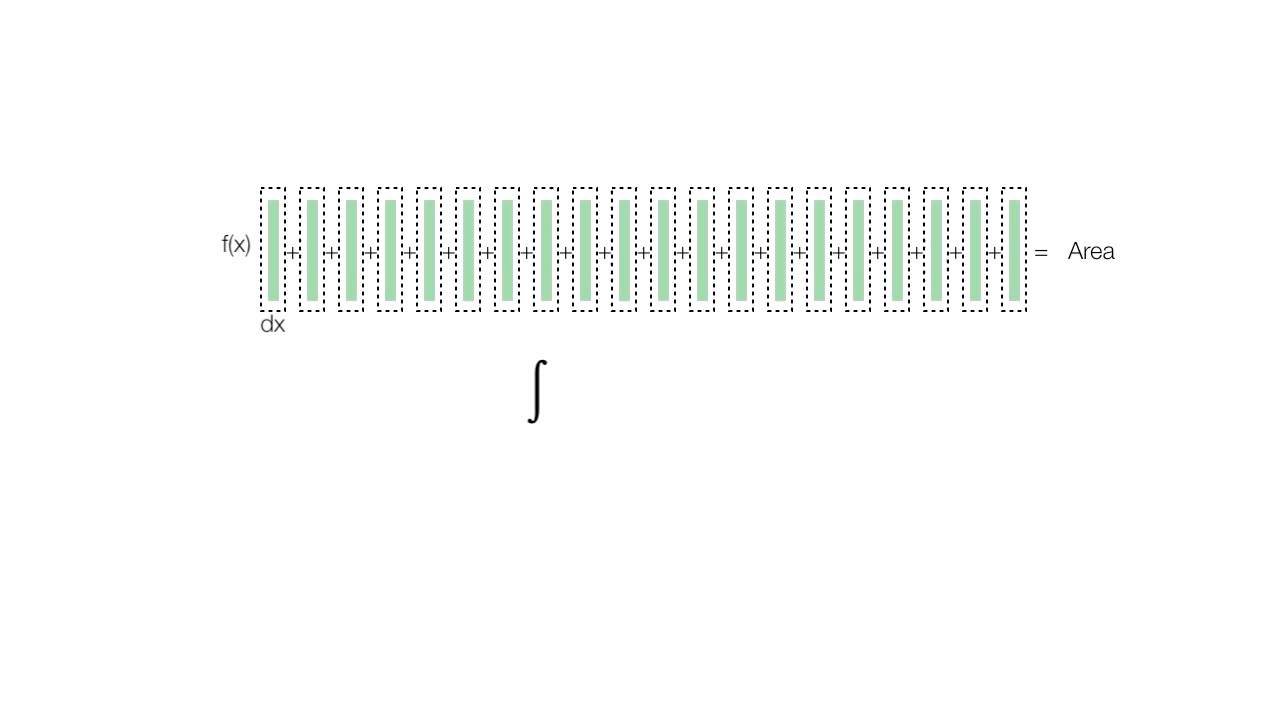 f(x) + + + + + + + + + + + + + + + + + + + = Area
dx
∫